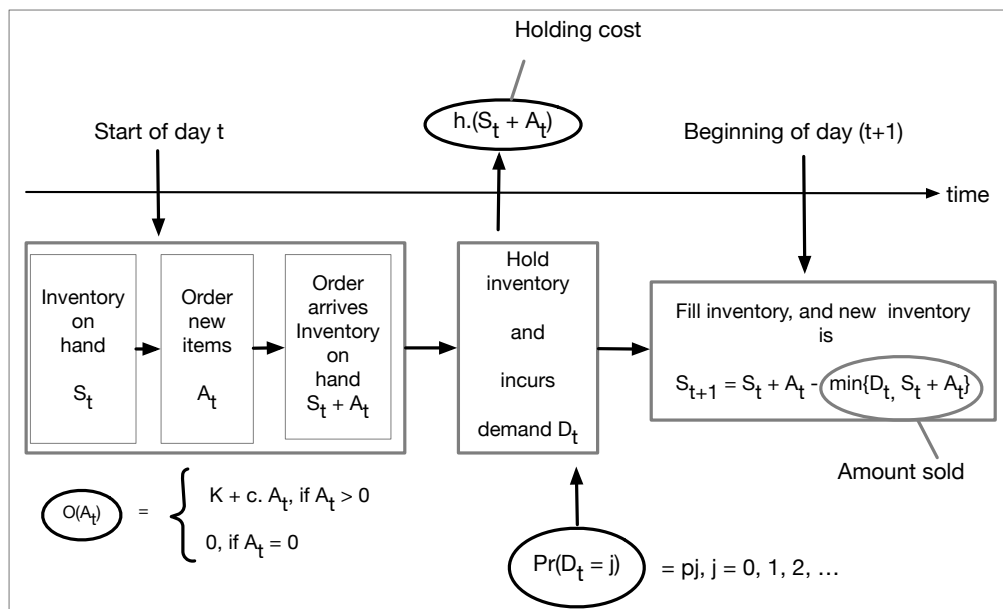 Holding cost
h.(St + At)
Start of day t
Beginning of day (t+1)
time
Inventory
on
hand
St
Order
new
items
At
Order
arrives
Inventory
on
hand
St + At
Hold
inventory
and
incurs
demand Dt
Fill inventory, and new inventory
is
St+1 = St + At - min{Dt, St + At}
Amount sold
O(At) =
K + c. At, if At > 0
0, if At = 0
Pr(Dt = j) = pj, j = 0, 1, 2, …